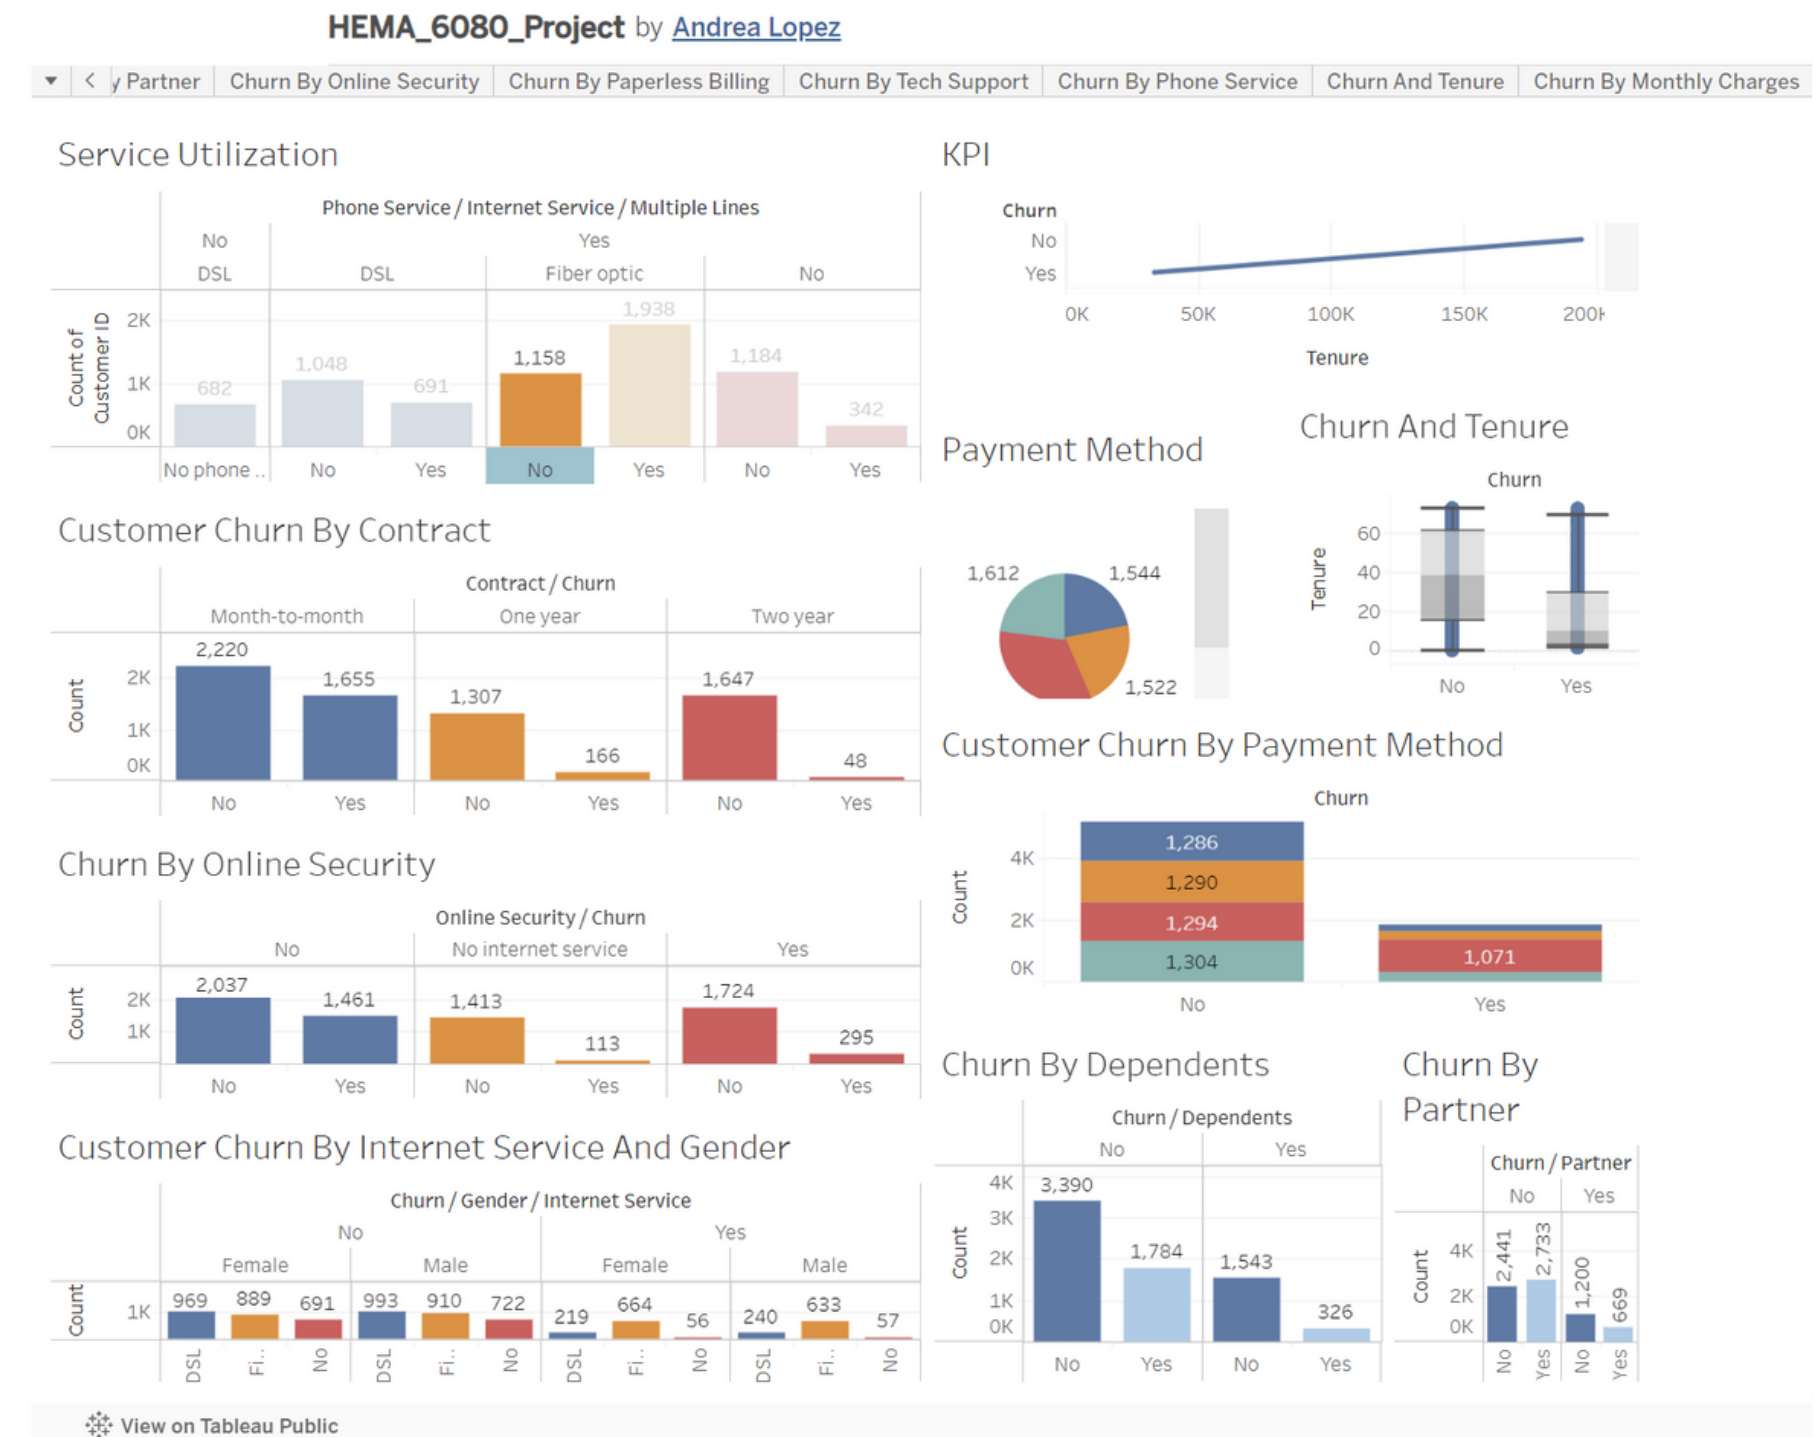 HEMA_6080_Project by Andrea Lopez
y Partner Churn By Online Security Churn By Paperless Billing Churn By Tech Support Churn By Phone Service Churn And Tenure Churn By Monthly Charges
Service Utilization
Phone Service / Internet Service / Multiple Lines
No Yes
DSL DSL Fiber optic No
Count of
Customer ID
2K
1K
0K
682 1,048 691 1,158 1,938 1,184 342
No phone .. No Yes No Yes No Yes
Customer Churn By Contract
Contract / Churn
Month-to-month One year Two year
Count
2K
1K
0K
2,220 1,655 1,307 166 1,647 48
No Yes No Yes No Yes
Churn By Online Security
Online Security / Churn
No No internet service Yes
Count
2K
1K
2,037 1,461 1,413 113 1,724 295
No Yes No Yes No Yes
Customer Churn By Internet Service And Gender
Churn / Gender / Internet Service
No Yes
Female Male Female Male
Count
1K
969 889 691 993 910 722 219 664 56 240 633 57
DSL Fi.. No DSL Fi.. No DSL Fi.. No DSL Fi.. No
KPI
Churn
No
Yes
0K 50K 100K 150K 200K
Tenure
Payment Method
1,612 1,544
1,522
Churn And Tenure
Churn
Tenure
60
40
20
0
No Yes
Customer Churn By Payment Method
Churn
Count
4K
2K
0K
1,286
1,290
1,294
1,304
1,071
No Yes
Churn By Dependents
Churn / Dependents
No Yes
Count
4K
3K
2K
1K
0K
3,390 1,784 1,543 326
No Yes No Yes
Churn By
Partner
Churn / Partner
No Yes
Count
4K
2K
0K
2,441 2,733 1,200 669
No Yes No Yes
View on Tableau Public